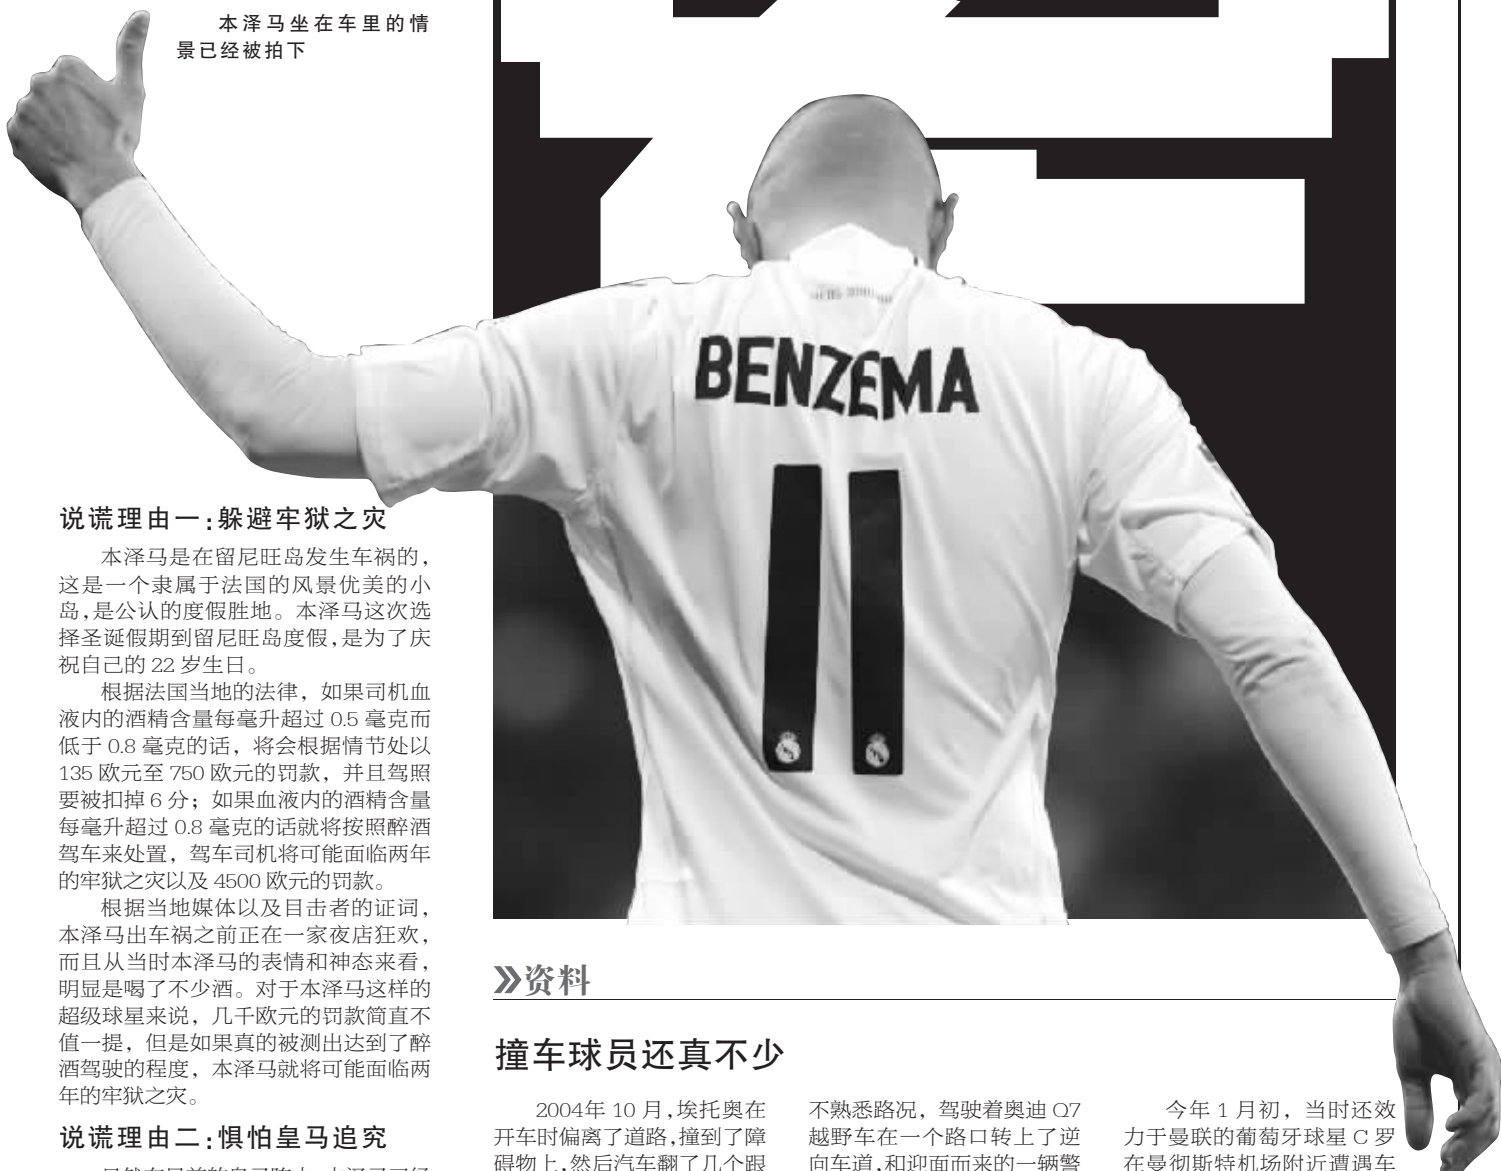 本泽马坐在车里的情
景已经被拍下
BENZEMA
11
说谎理由一:躲避牢狱之灾
本泽马是在留尼旺岛发生车祸的,
这是一个隶属于法国的风景优美的小
岛,是公认的度假胜地。本泽马这次选
择圣诞假期到留尼旺岛度假,是为了庆
祝自己的 22 岁生日。
根据法国当地的法律，如果司机血
液内的酒精含量每毫升超过 0.5 毫克而
低于 0.8 毫克的话，将会根据情节处以
135 欧元至 750 欧元的罚款，并且驾照
要被扣掉 6 分；如果血液内的酒精含量
每毫升超过 0.8 毫克的话就将按照醉酒
驾车来处置，驾车司机将可能面临两年
的牢狱之灾以及 4500 欧元的罚款。
根据当地媒体以及目击者的证词，
本泽马出车祸之前正在一家夜店狂欢，
而且从当时本泽马的表情和神态来看，
明显是喝了不少酒。对于本泽马这样的
超级球星来说，几千欧元的罚款简直不
值一提，但是如果真的被测出达到了醉
酒驾驶的程度，本泽马就将可能面临两
年的牢狱之灾。
说谎理由二:惧怕皇马追究
资料
撞车球员还真不少
2004年 10 月,埃托奥在
开车时偏离了道路,撞到了障
碍物上,然后汽车翻了几个跟
不熟悉路况，驾驶着奥迪 Q7
越野车在一个路口转上了逆
向车道,和迎面而来的一辆警
今年 1 月初，当时还效
力于曼联的葡萄牙球星 C 罗
在曼彻斯特机场附近遭遇车